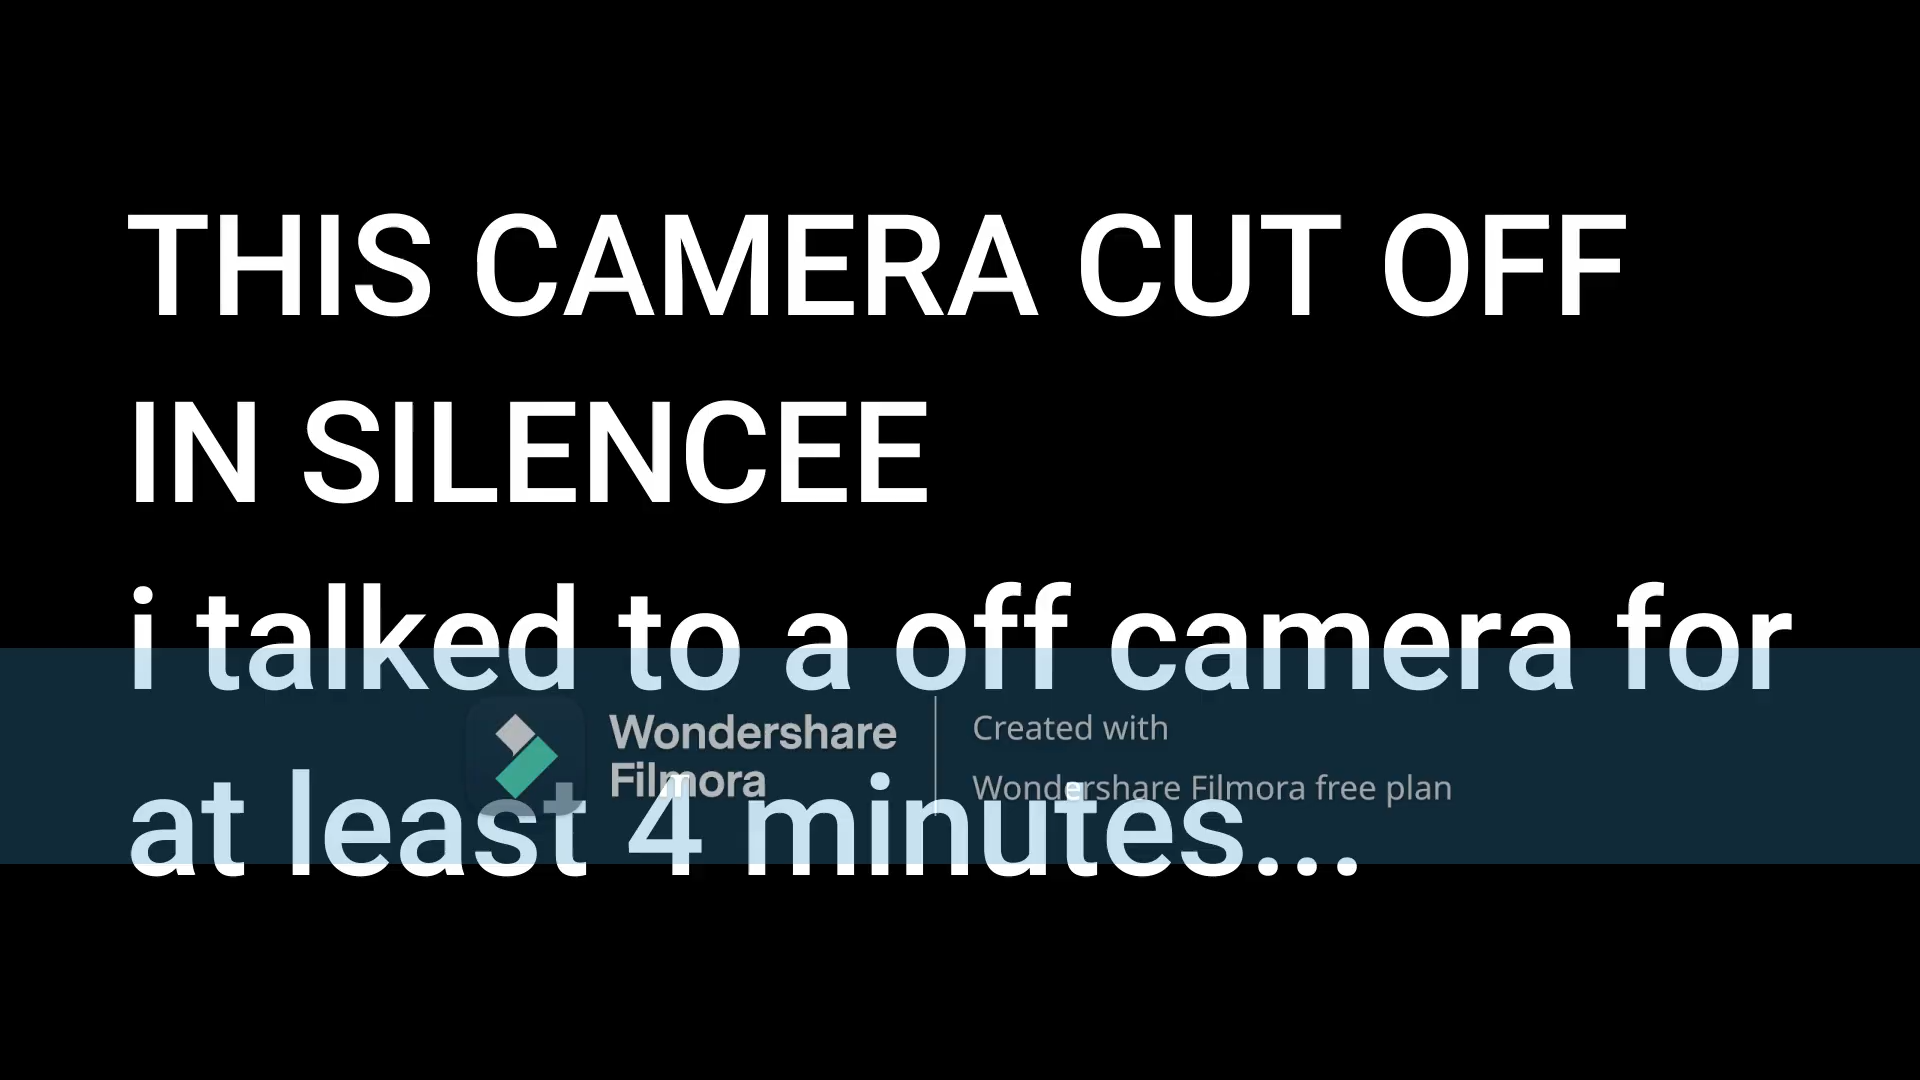 THIS CAMERA CUT OFF
IN SILENCEE
i talked to a off camera for
at least 4 minutes...
Wondershare
Filmora
Created with
Wondershare Filmora free plan